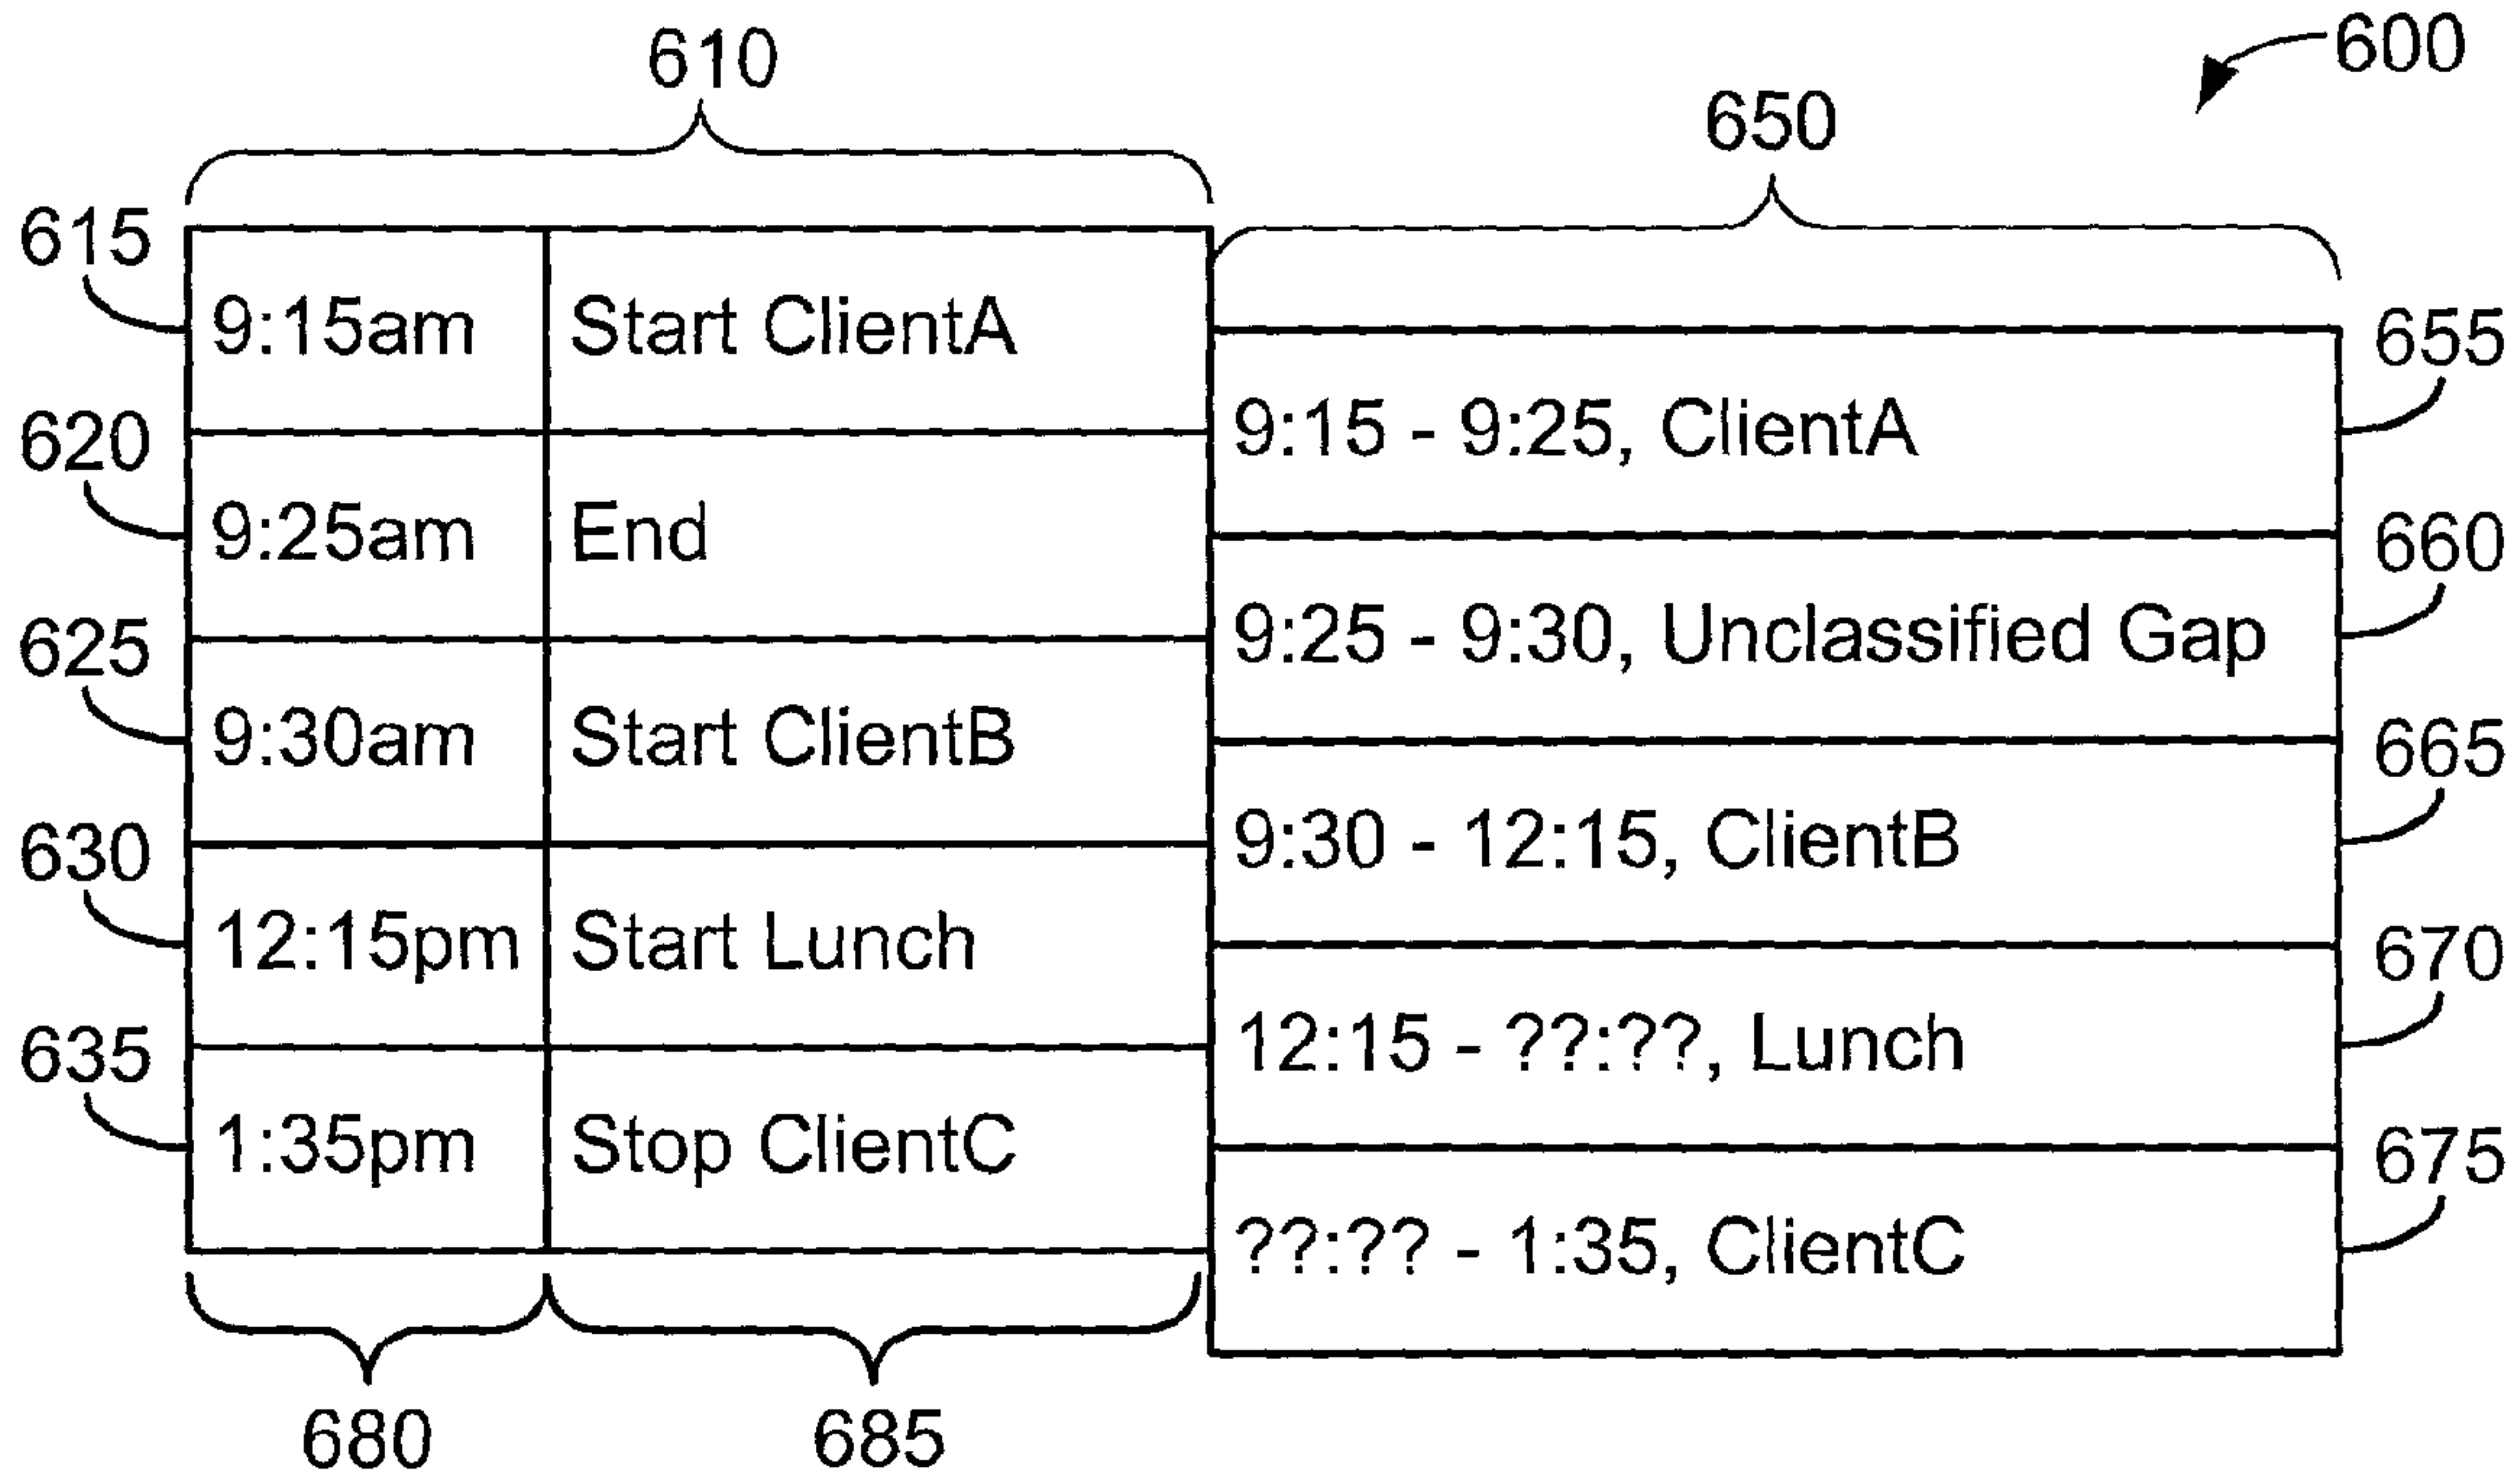 600
610
650
615
9:15am Start ClientA
655
9:15 - 9:25, ClientA
620
9:25am End
660
9:25 - 9:30, Unclassified Gap
625
9:30am Start ClientB
665
9:30 - 12:15, ClientB
630
12:15pm Start Lunch
670
12:15 - ??:??, Lunch
635
1:35pm Stop ClientC
675
??:?? - 1:35, ClientC
680 685